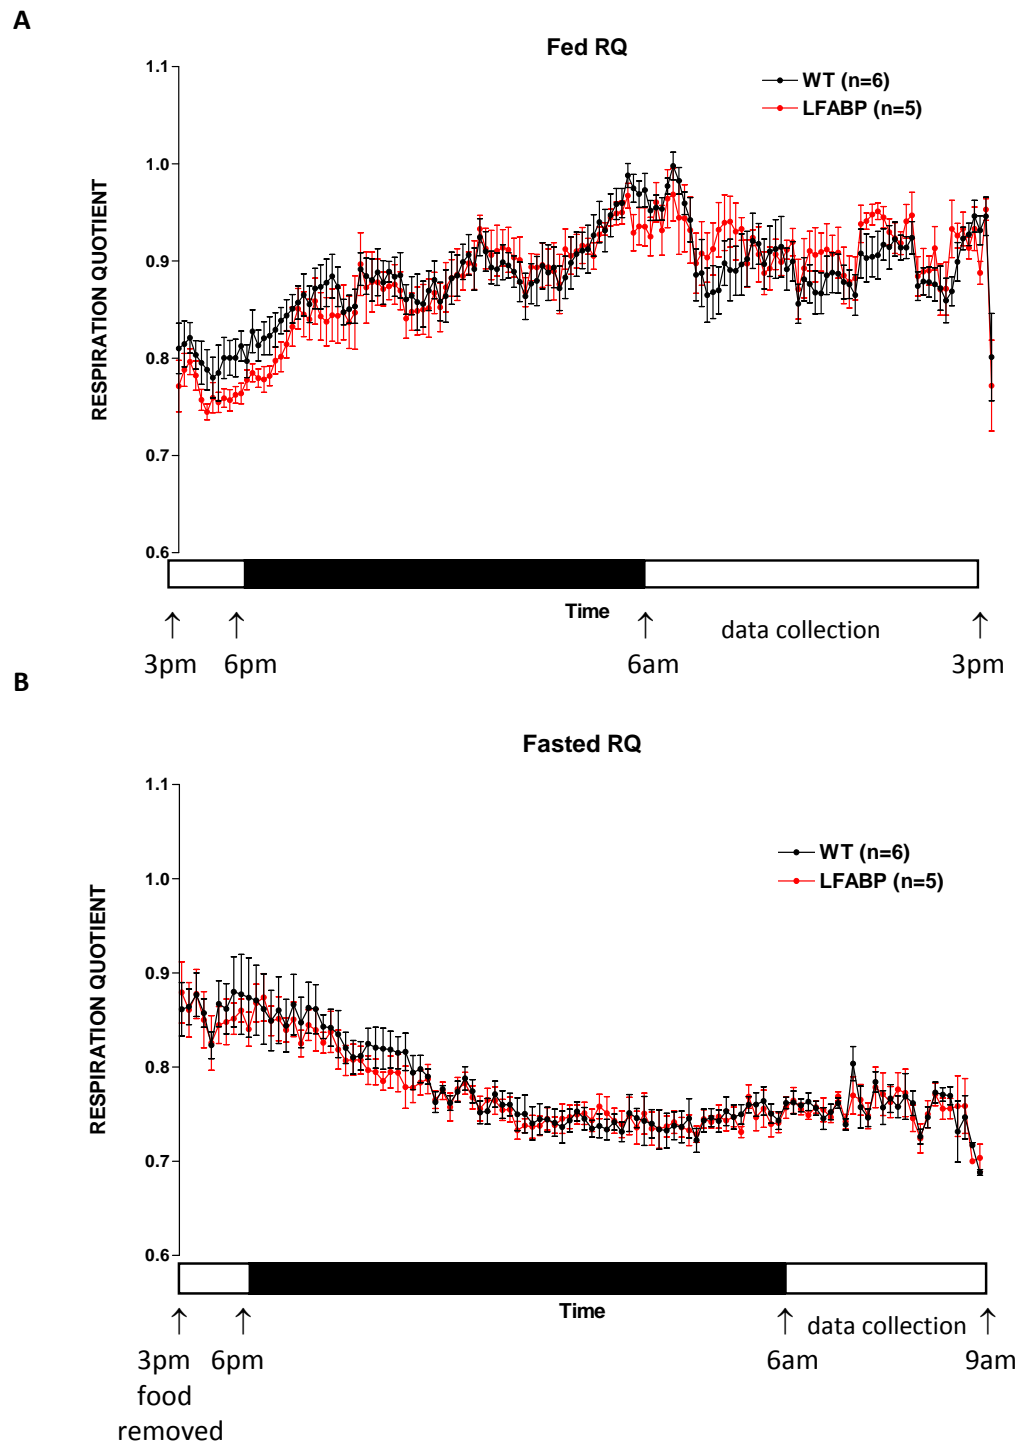 A
Fed RQ
WT (n=6)
LFABP (n=5)
RESPIRATION QUOTIENT
1.1
1.0
0.9
0.8
0.7
0.6
Time
data collection
↑ ↑ ↑ ↑
3pm 6pm 6am 3pm
B
Fasted RQ
WT (n=6)
LFABP (n=5)
RESPIRATION QUOTIENT
1.1
1.0
0.9
0.8
0.7
0.6
Time
↑ ↑ ↑ data collection ↑
3pm 6pm 6am 9am
food
removed